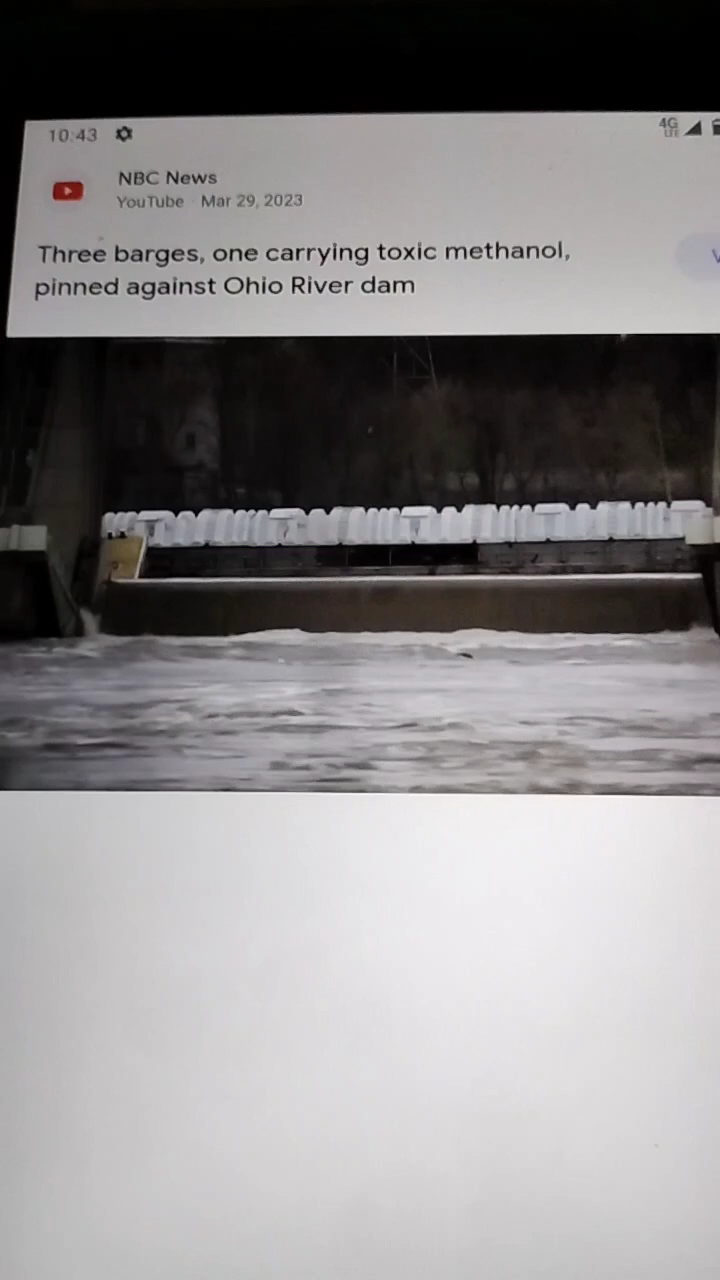 10:43
4G
LTE
NBC News
YouTube · Mar 29, 2023
Three barges, one carrying toxic methanol,
pinned against Ohio River dam